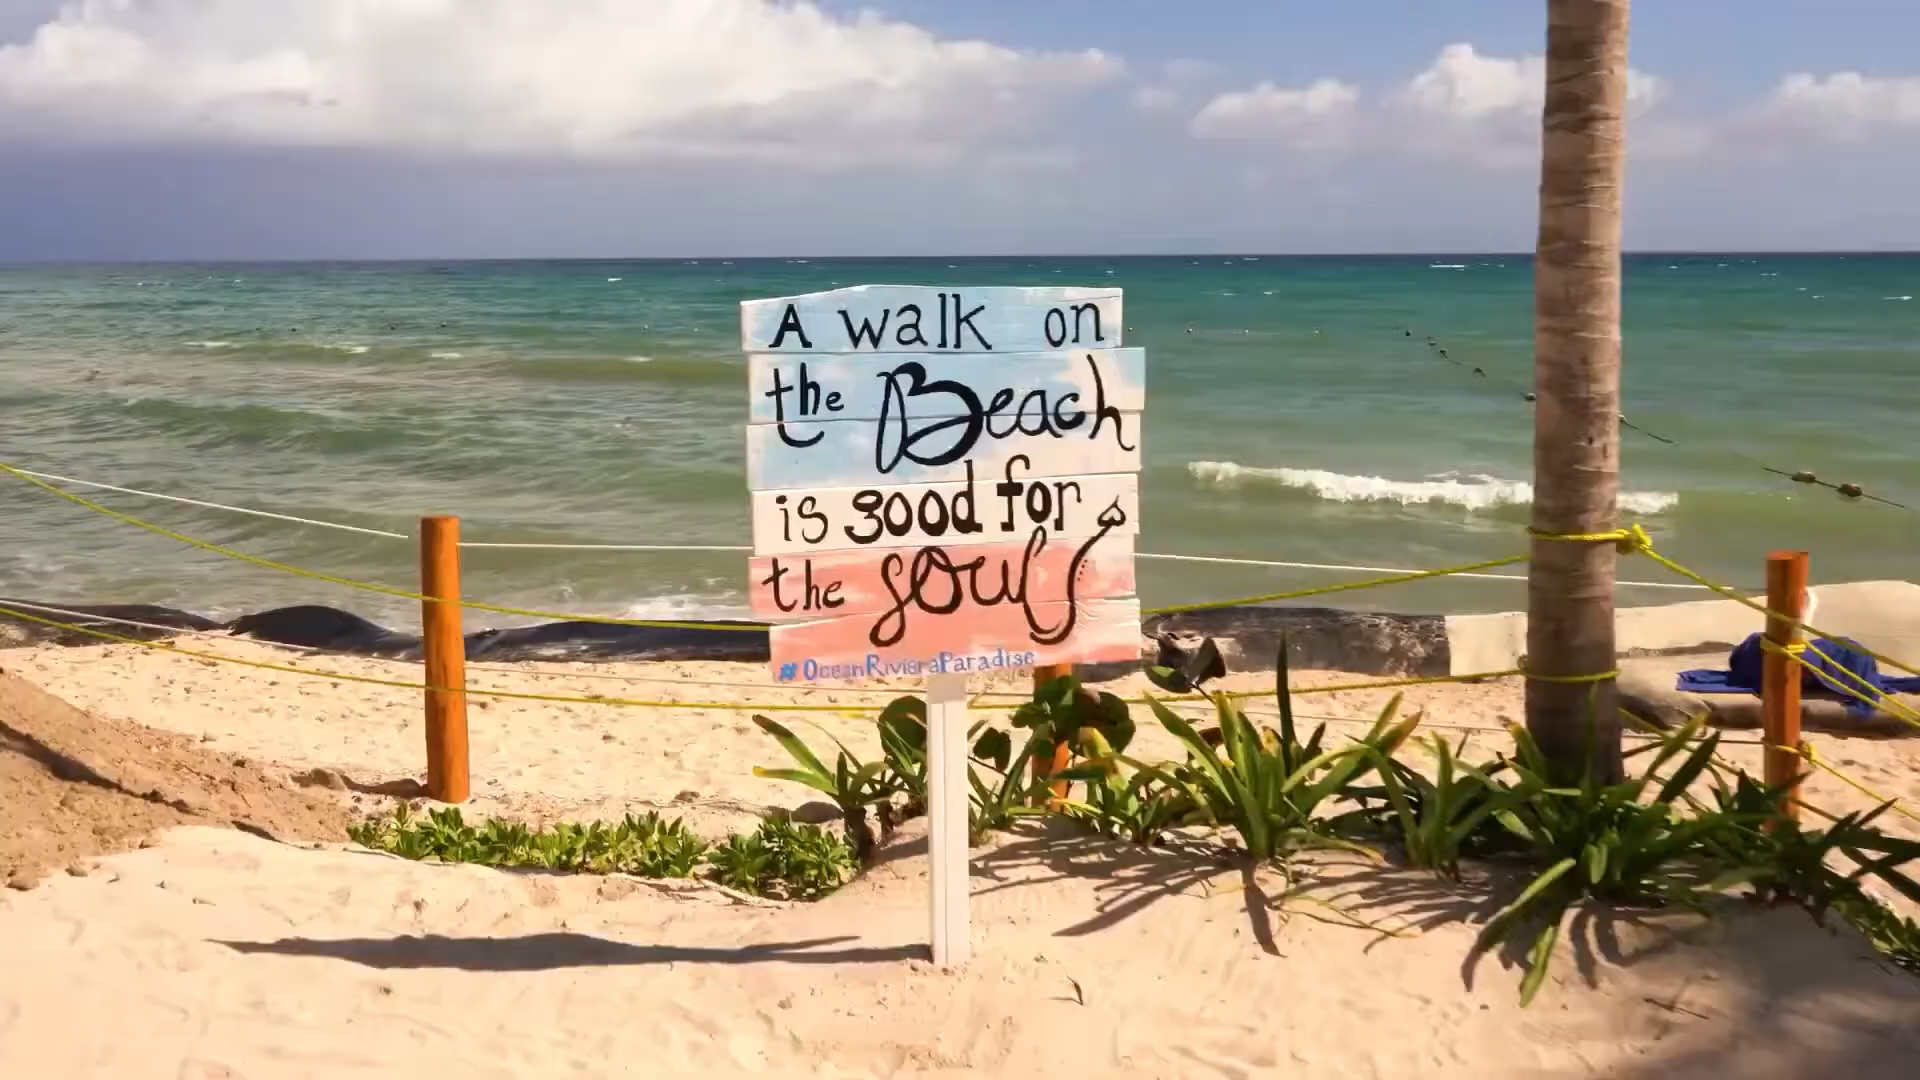 A walk on
the Beach
is good for
the soul
#OceanRivieraParadise